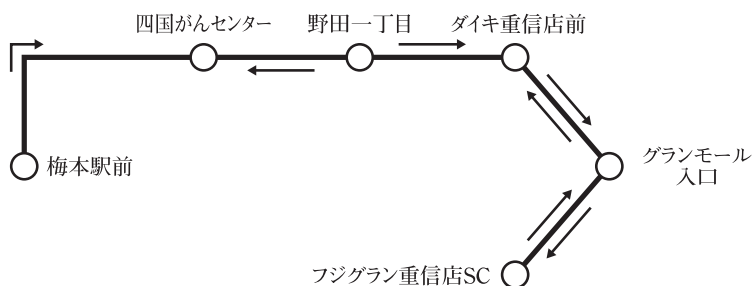 四国がんセンター
野田一丁目
ダイキ重信店前
梅本駅前
グランモール
入口
フジグラン重信店SC